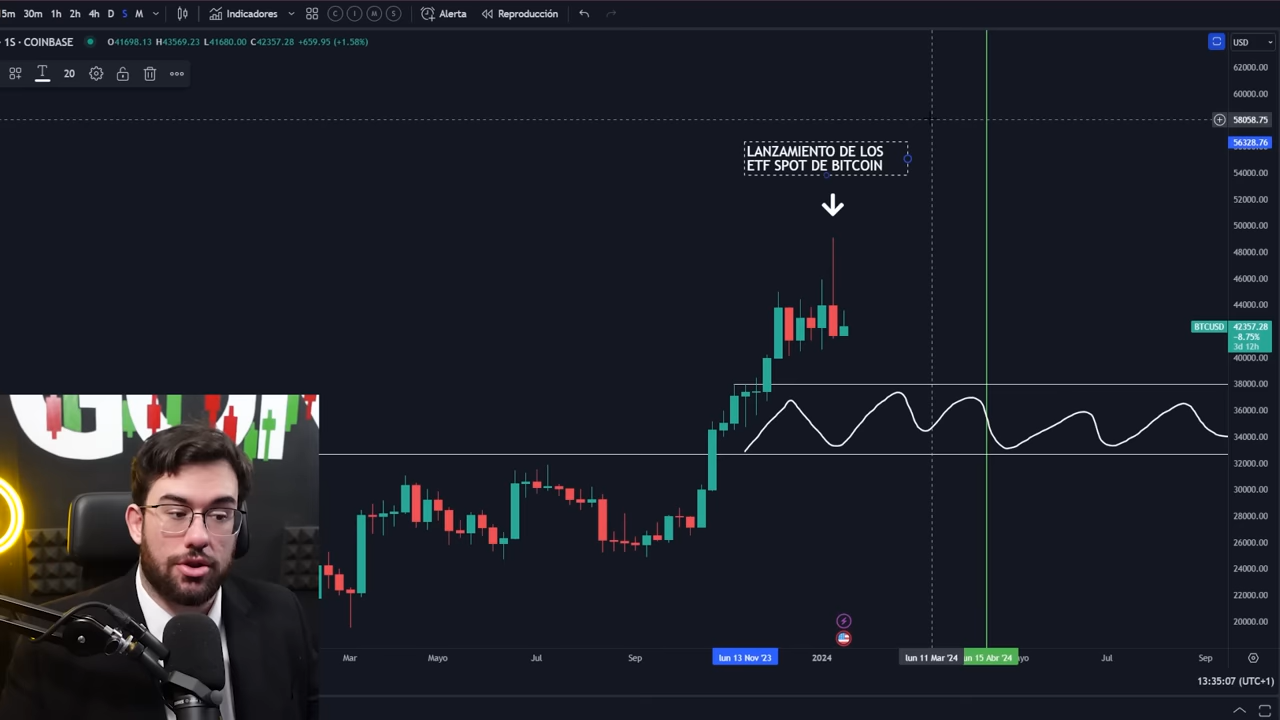 15m 30m 1h 2h 4h D S M Indicadores C I M S Alerta Reproducción
· 1S · COINBASE O41698.13 H43569.23 L41680.00 C42357.28 +659.95 (+1.58%) USD
T 20
62000.00
60000.00
58058.75
56328.76
LANZAMIENTO DE LOS
ETF SPOT DE BITCOIN
54000.00
52000.00
50000.00
48000.00
46000.00
44000.00
BTCUSD 42357.28
-8.75%
3d 12h
40000.00
38000.00
36000.00
34000.00
32000.00
30000.00
28000.00
26000.00
24000.00
22000.00
20000.00
Mar Mayo Jul Sep lun 13 Nov '23 2024 lun 11 Mar '24 un 15 Abr '24 yo Jul Sep
13:35:07 (UTC+1)